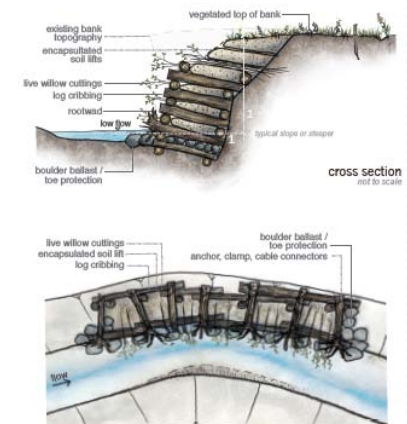 vegetated top of bank
existing bank
topography
encapsultated
soil lifts
live willow cuttings
log cribbing
rootwad
low flow
1
1
typical slope or steeper
boulder ballast /
toe protection
cross section
not to scale
live willow cuttings
encapsulated soil lift
log cribbing
boulder ballast /
toe protection
anchor, clamp, cable connectors
flow